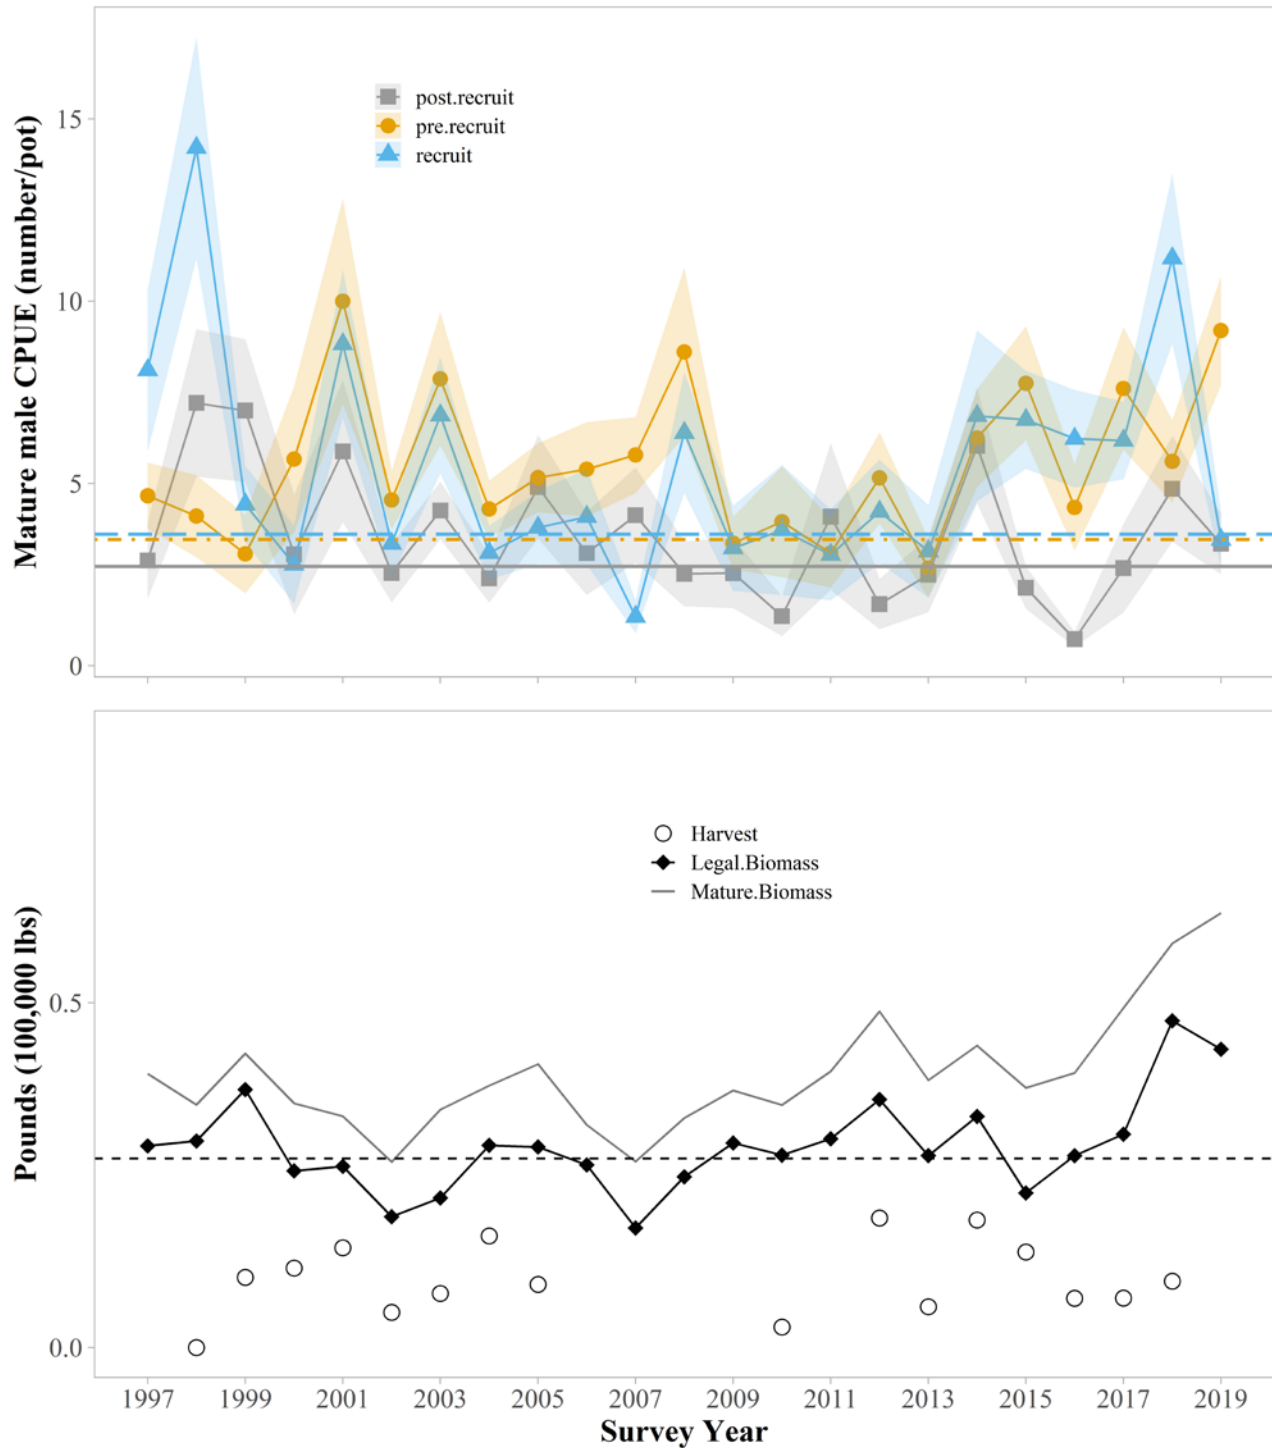 Mature male CPUE (number/pot)
15
10
5
0
post.recruit
pre.recruit
recruit
Pounds (100,000 lbs)
0.5
0.0
Harvest
Legal.Biomass
Mature.Biomass
1997 1999 2001 2003 2005 2007 2009 2011 2013 2015 2017 2019
Survey Year